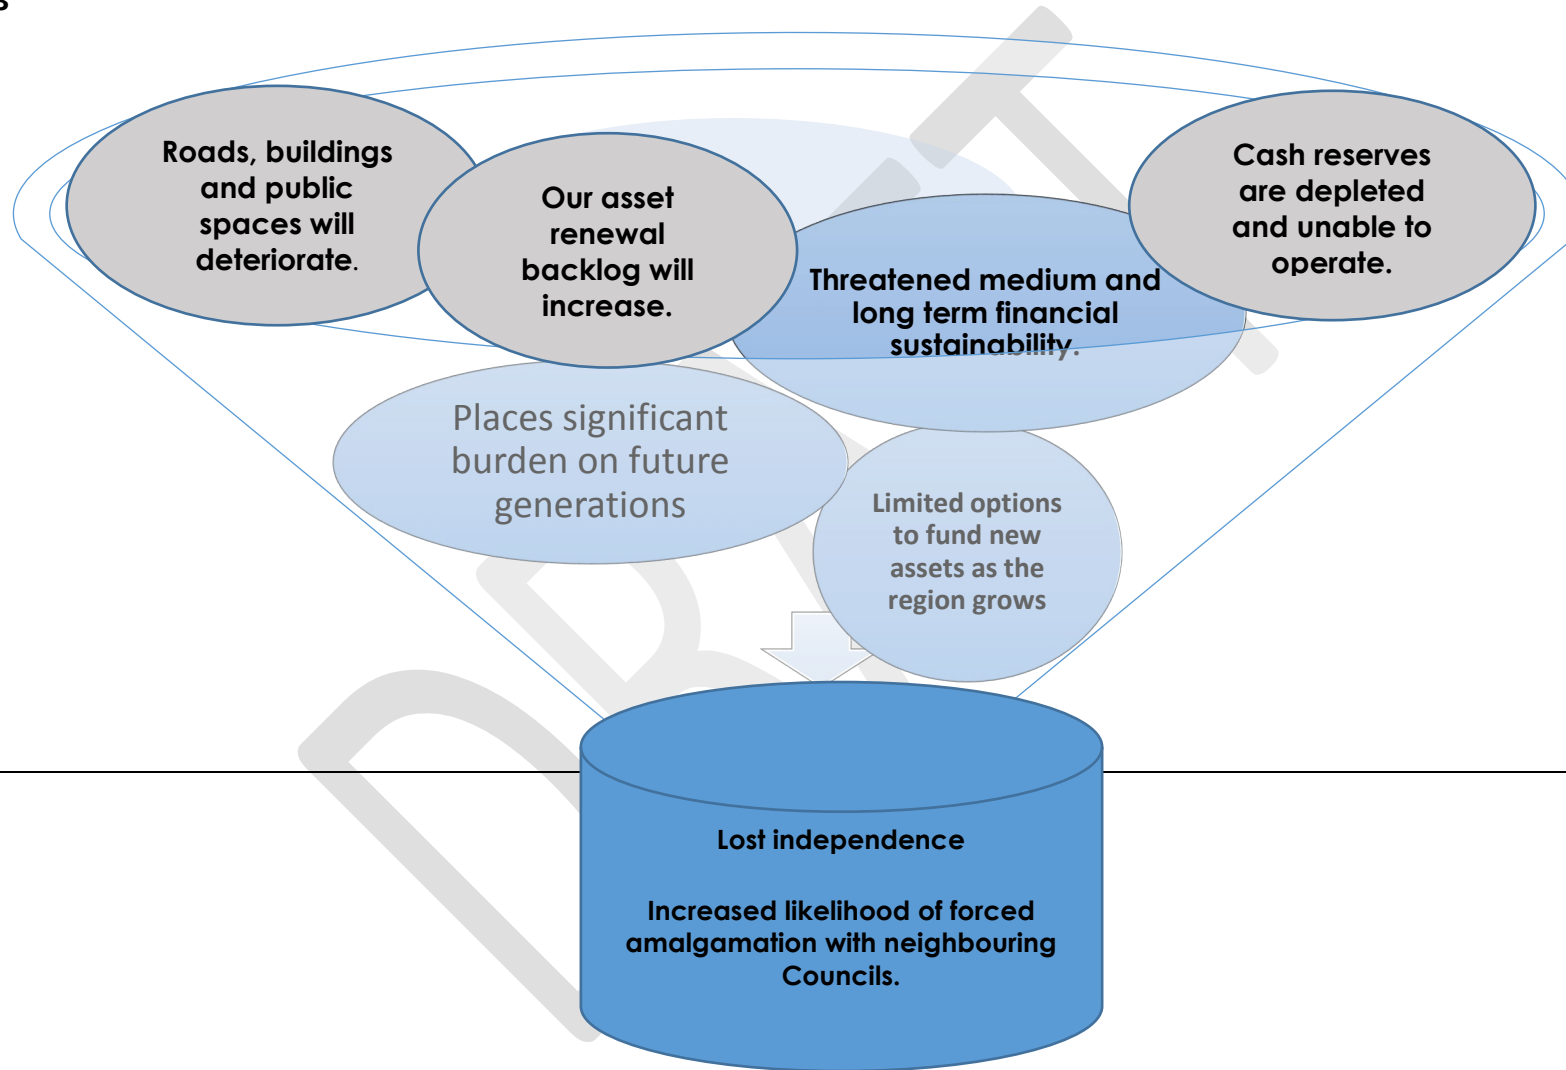 Roads, buildings
and public
spaces will
deteriorate.
Our asset
renewal
backlog will
increase.
Cash reserves
are depleted
and unable to
operate.
Threatened medium and
long term financial
sustainability.
Places significant
burden on future
generations
Limited options
to fund new
assets as the
region grows
Lost independence
Increased likelihood of forced
amalgamation with neighbouring
Councils.
DRAFT